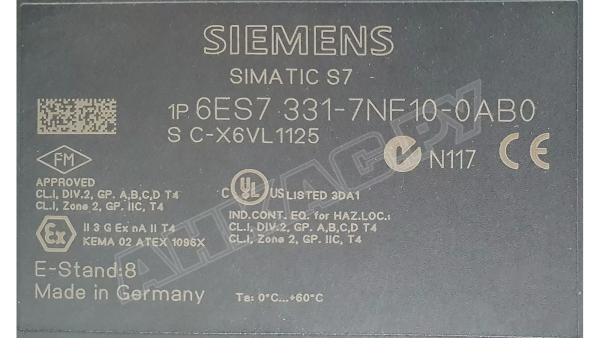 SIEMENS
SIMATIC S7
1P 6ES7 331-7NF10-0AB0
S C-X6VL1125
FM
N117 CE
APPROVED
CL.I, DIV.2, GP. A,B,C,D T4
CL.I, Zone 2, GP. IIC, T4
C UL US LISTED 3DA1
IND.CONT. EQ. for HAZ.LOC.:
CL.I, DIV.2, GP. A,B,C,D T4
CL.I, Zone 2, GP. IIC T4
Ex II 3 G Ex nA II T4
KEMA 02 ATEX 1096X
E-Stand:8
Made in Germany
Ta: 0°C...+60°C